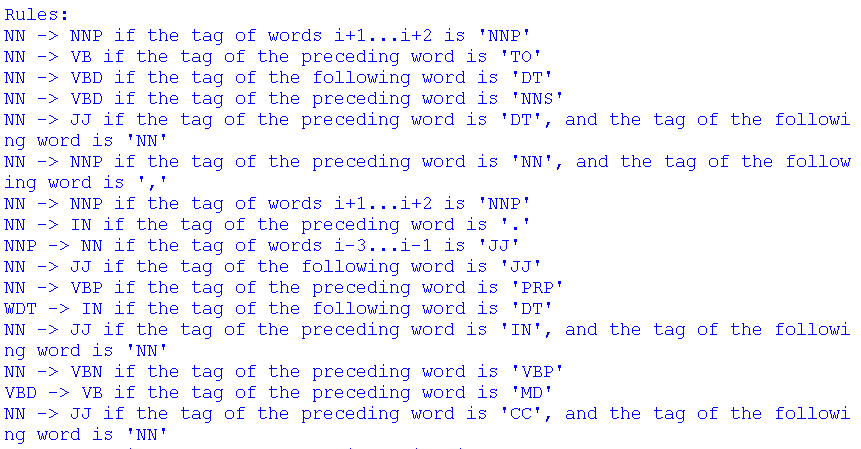 Rules:
NN -> NNP if the tag of words i+1...i+2 is 'NNP'
NN -> VB if the tag of the preceding word is 'TO'
NN -> VBD if the tag of the following word is 'DT'
NN -> VBD if the tag of the preceding word is 'NNS'
NN -> JJ if the tag of the preceding word is 'DT', and the tag of the followi
ng word is 'NN'
NN -> NNP if the tag of the preceding word is 'NN', and the tag of the follow
ing word is ','
NN -> NNP if the tag of words i+1...i+2 is 'NNP'
NN -> IN if the tag of the preceding word is '.'
NNP -> NN if the tag of words i-3...i-1 is 'JJ'
NN -> JJ if the tag of the following word is 'JJ'
NN -> VBP if the tag of the preceding word is 'PRP'
WDT -> IN if the tag of the following word is 'DT'
NN -> JJ if the tag of the preceding word is 'IN', and the tag of the followi
ng word is 'NN'
NN -> VBN if the tag of the preceding word is 'VBP'
VBD -> VB if the tag of the preceding word is 'MD'
NN -> JJ if the tag of the preceding word is 'CC', and the tag of the followi
ng word is 'NN'